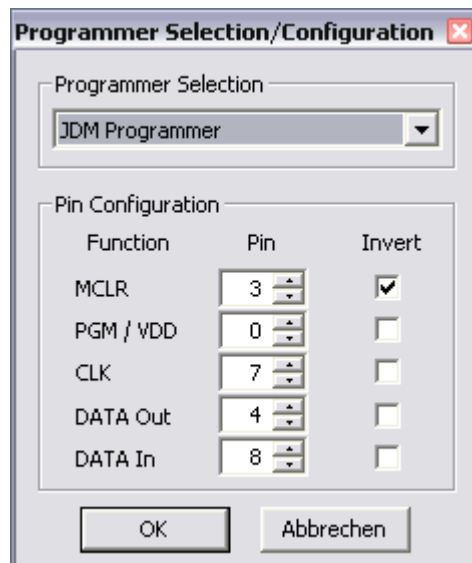 Programmer Selection/Configuration
Programmer Selection
JDM Programmer
Pin Configuration
Function Pin Invert
MCLR 3
PGM / VDD 0
CLK 7
DATA Out 4
DATA In 8
OK Abbrechen